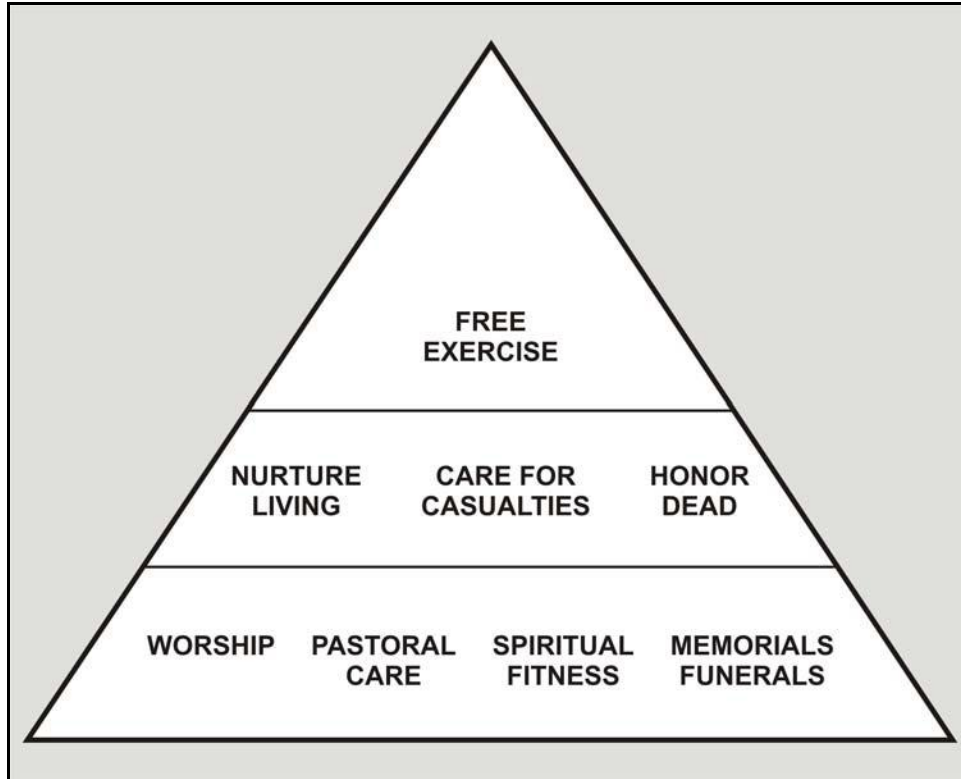 FREE
EXERCISE
NURTURE LIVING
CARE FOR CASUALTIES
HONOR DEAD
WORSHIP
PASTORAL CARE
SPIRITUAL FITNESS
MEMORIALS FUNERALS